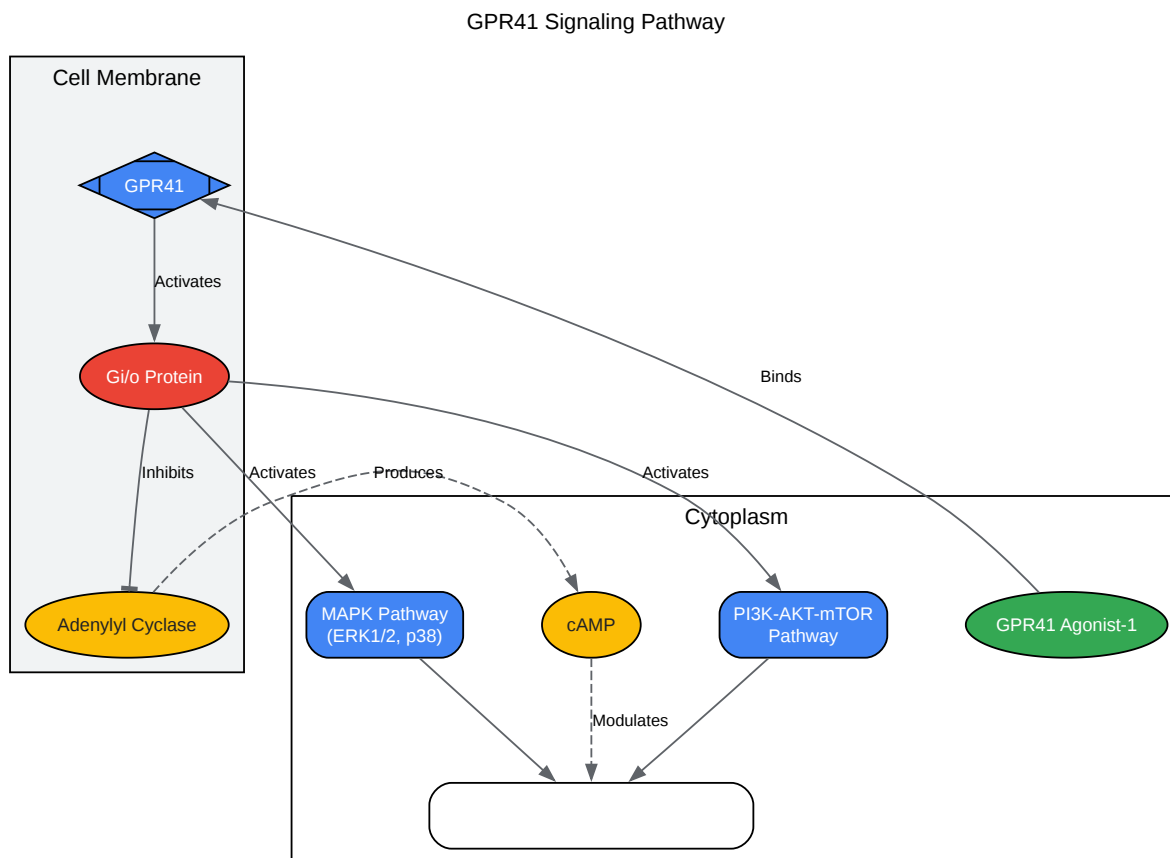 GPR41 Signaling Pathway
Cell Membrane
GPR41
Activates
Binds
Gi/o Protein
Inhibits
Activates
Produces
Activates
Cytoplasm
Adenylyl Cyclase
MAPK Pathway
(ERK1/2, p38)
cAMP
PI3K-AKT-mTOR
Pathway
GPR41 Agonist-1
Modulates